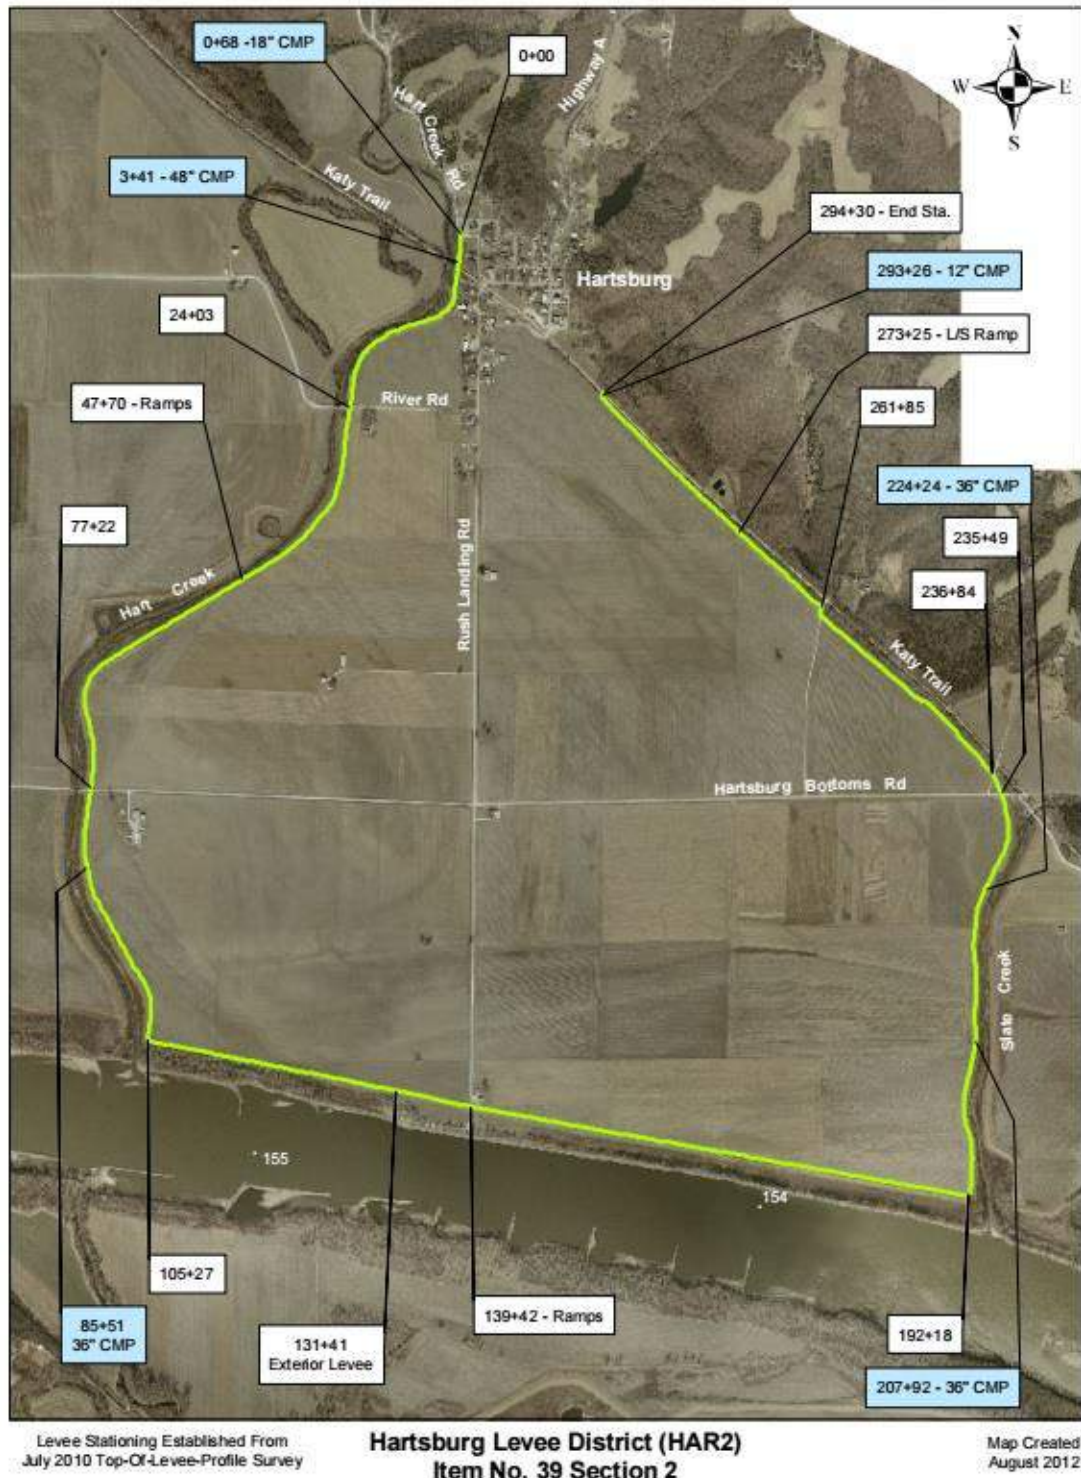 0+68 -18" CMP
0+00
N
W E
S
Highway A
Hart Creek Rd
3+41 - 48" CMP
Katy Trail
294+30 - End Sta.
Hartsburg
293+26 - 12" CMP
24+03
273+25 - L/S Ramp
47+70 - Ramps
River Rd
261+85
224+24 - 36" CMP
77+22
235+49
Rush Landing Rd
Hart Creek
236+84
Katy Trail
Hartsburg Bottoms Rd
Slate Creek
155
154
105+27
139+42 - Ramps
85+51
36" CMP
131+41
Exterior Levee
192+18
207+92 - 36" CMP
Levee Stationing Established From
July 2010 Top-Of-Levee-Profile Survey
Hartsburg Levee District (HAR2)
Item No. 39 Section 2
Map Created
August 2012